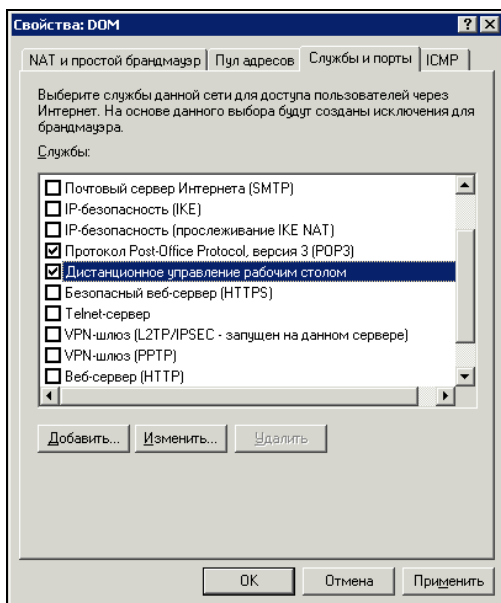 Свойства: DOM
NAT и простой брандмауэр Пул адресов Службы и порты ICMP
Выберите службы данной сети для доступа пользователей через
Интернет. На основе данного выбора будут созданы исключения для
брандмауэра.
Службы:
Почтовый сервер Интернета (SMTP)
IP-безопасность (IKE)
IP-безопасность (прослеживание IKE NAT)
Протокол Post-Office Protocol, версия 3 (POP3)
Дистанционное управление рабочим столом
Безопасный веб-сервер (HTTPS)
Telnet-сервер
VPN-шлюз (L2TP/IPSEC - запущен на данном сервере)
VPN-шлюз (PPTP)
Веб-сервер (HTTP)
Добавить... Изменить... Удалить
OK Отмена Применить